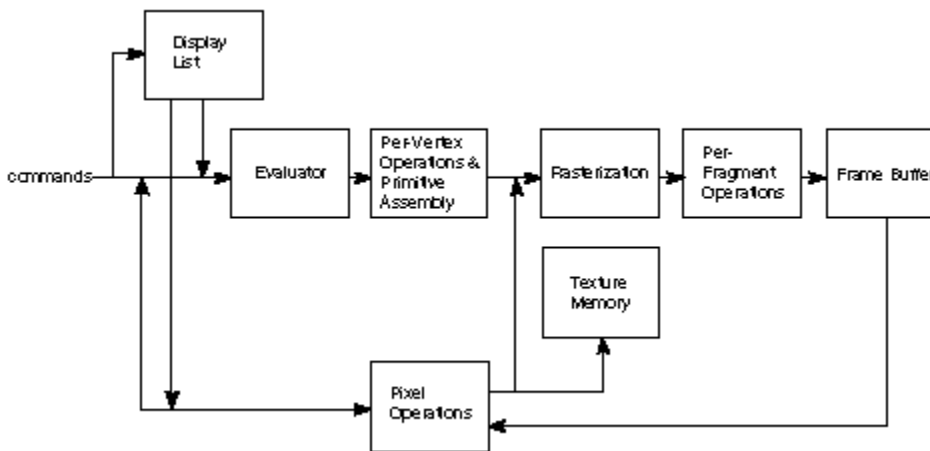 Display
List
commands
Evaluator
Per-Vertex
Operations &
Primitive
Assembly
Rasterization
Per-
Fragment
Operations
Frame Buffer
Texture
Memory
Pixel
Operations